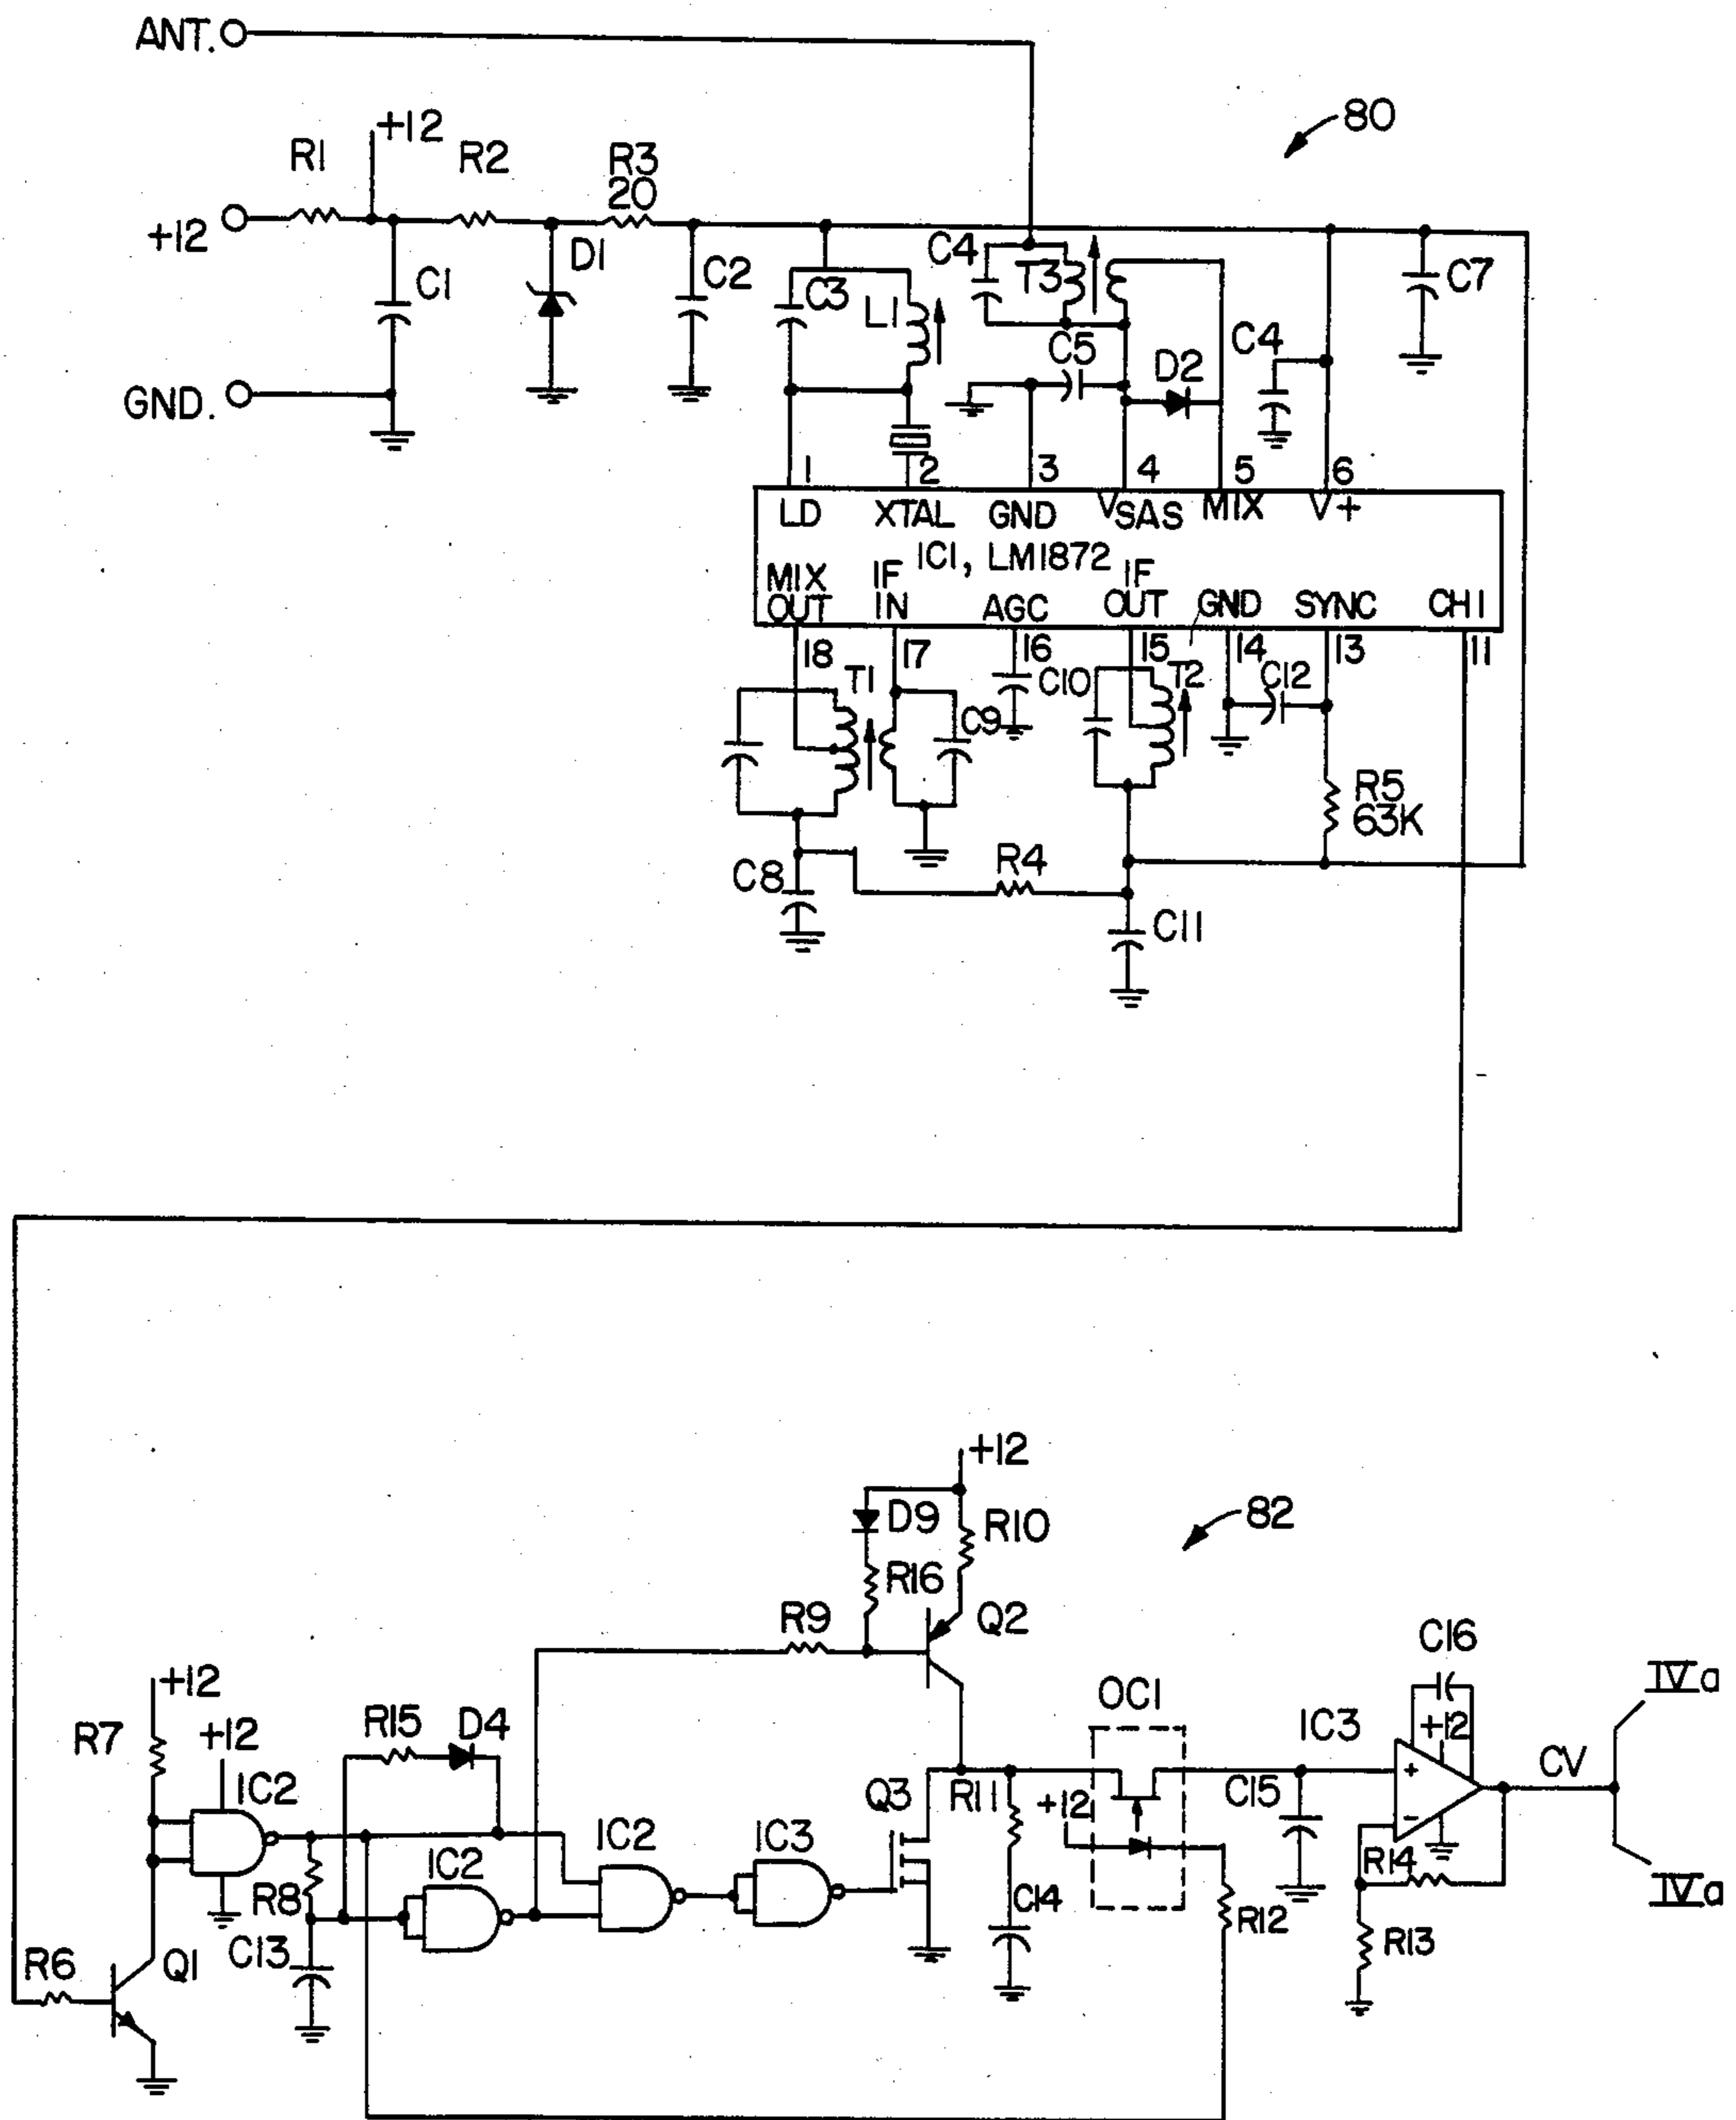 ANT.
80
+12
R1
R2
R3
20
+12
C1
D1
C2
C3
L1
C4
T3
C5
D2
C4
C7
GND.
1
2
3
4
5
6
LD
XTAL
GND
VSAS
MIX
V+
IC1, LM1872
MIX
OUT
IF
IN
AGC
IF
OUT
GND
SYNC
CH1
18
17
16
15
14
13
11
T1
C9
C10
T2
C12
R5
63K
C8
R4
C11
+12
82
D9
R10
R16
R9
Q2
C16
IVa
+12
R7
+12
R15
D4
OC1
IC3
+12
CV
IC2
Q3
R11
+12
C15
+
-
IC2
IC3
R8
IC2
R14
IVa
C14
R12
C13
R13
R6
Q1